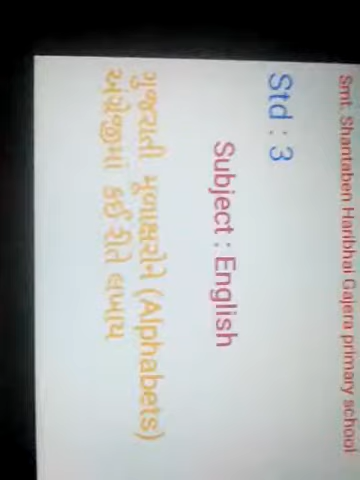 Smt. Shantaben Haribhai Gajera primary school
Std : 3
Subject : English
ગુજરાતી મૂળાક્ષરોને (Alphabets)
અંગ્રેજીમાં કઈ રીતે લખાય